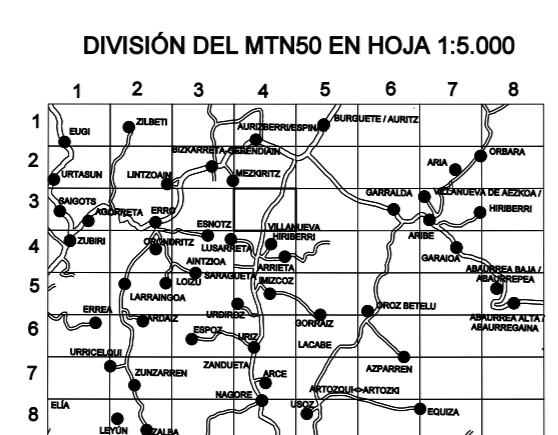 DIVISIÓN DEL MTN50 EN HOJA 1:5.000
1 2 3 4 5 6 7 8
1
ZILBETI
BURGUETE / AURITZ
AURIZBERRI/ESPINAL
EUGI
2
BIZKARRETA-GERENDIAIN
ORBARA
ARIA
URTASUN
LINTZOAIN
MEZKIRITZ
3
GARRALDA
VILLANUEVA DE AEZKOA /
HIRIBERRI
SAIGOTS
AGORRETA
ERRO
ESNOTZ
VILLANUEVA
HIRIBERRI
ARIBE
4
ZUBIRI
ORONDRITZ
LUSARRETA
GARAIOA
AINTZIOA
ARRIETA
ABAURREA BAJA /
ABAURREPEA
5
LOIZU
SARAGUETA
IMIZCOZ
LARRAINGOA
ERREA
URDIROZ
OROZ BETELU
ABAURREA ALTA /
ABAURREGAINA
6
ARDAIZ
GORRAIZ
ESPOZ
URIZ
LACABE
URRICELQUI
ZANDUETA
AZPARREN
7
ZUNZARREN
ARCE
ARTOZQUI<>ARTOZKI
NAGORE
8
ELÍA
USOZ
EQUIZA
LEYÚN
ZALBA